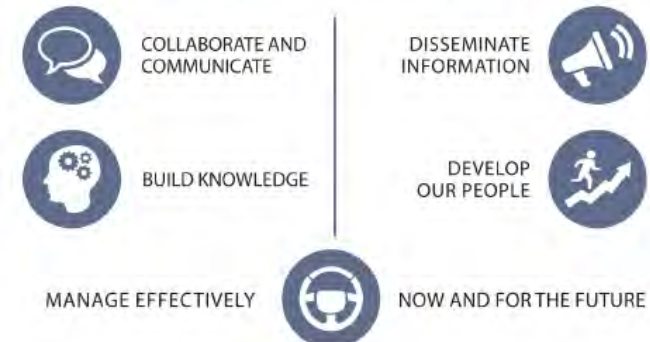 COLLABORATE AND
COMMUNICATE
DISSEMINATE
INFORMATION
BUILD KNOWLEDGE
DEVELOP
OUR PEOPLE
MANAGE EFFECTIVELY
NOW AND FOR THE FUTURE